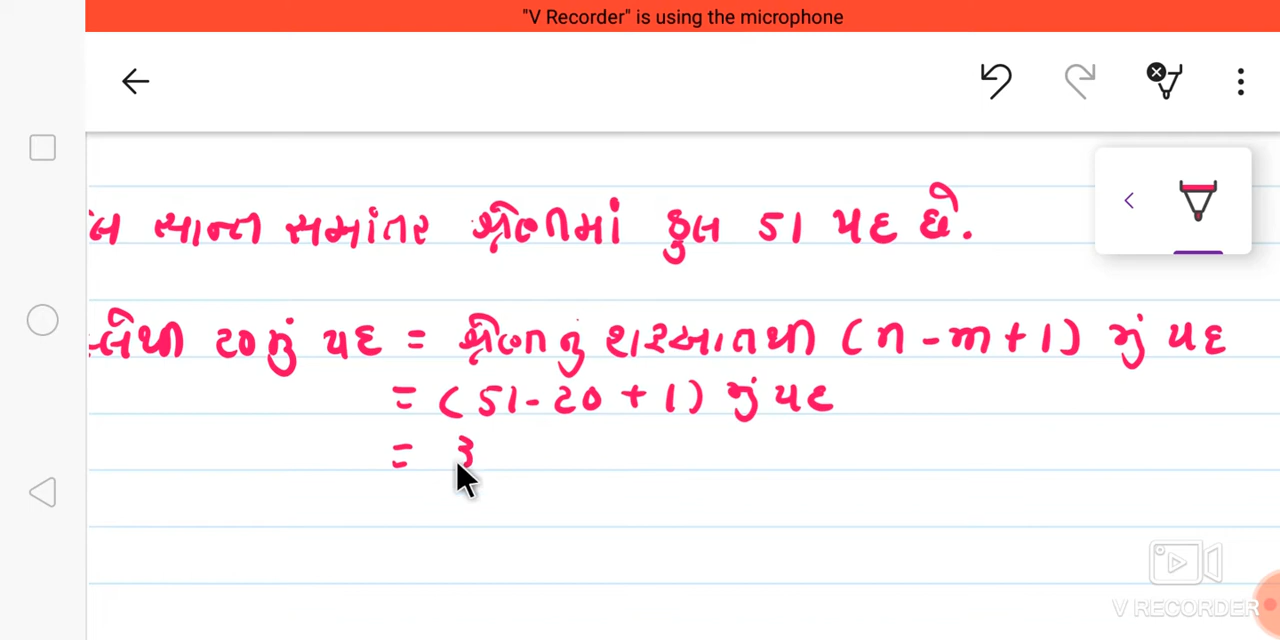 "V Recorder" is using the microphone
સાન્ત સમાંતર શ્રેણીમાં કુલ 51 પદ છે.
20મું પદ = શ્રેણીનું શરૂઆતથી (n - m + 1) મું પદ
= (51 - 20 + 1) મું પદ
= 3
V RECORDER